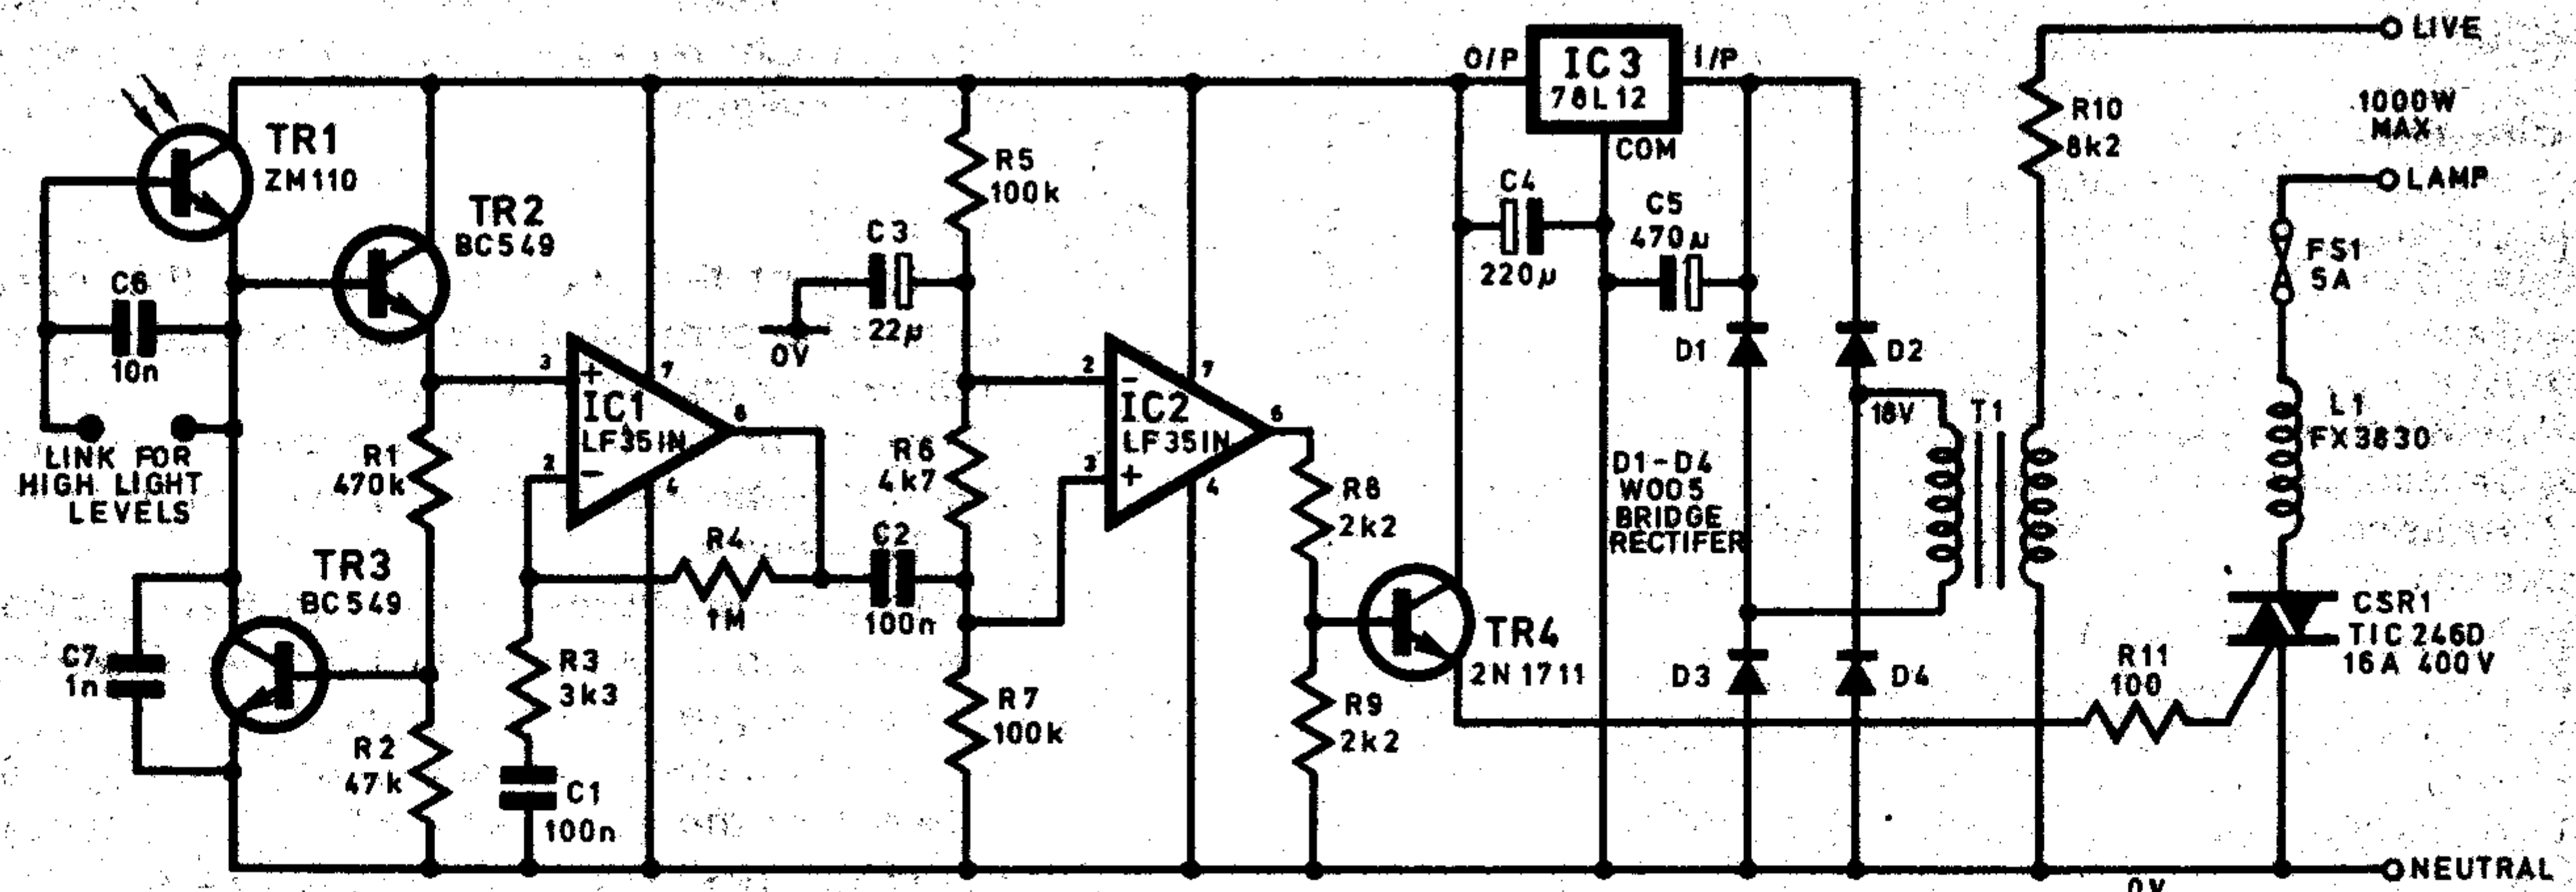 TR1
ZM110
C6
10n
LINK FOR
HIGH LIGHT
LEVELS
TR2
BC549
TR3
BC549
C7
1n
R1
470k
R2
47k
3
+
IC1
LF351N
2
–
7
6
4
R4
1M
R3
3k3
C1
100n
C3
22µ
0V
R5
100k
R6
4k7
C2
100n
R7
100k
2
–
IC2
LF351N
3
+
7
6
4
R8
2k2
R9
2k2
TR4
2N1711
O/P
IC3
78L12
I/P
COM
C4
220µ
C5
470µ
D1
D2
D1-D4
W005
BRIDGE
RECTIFER
D3
D4
18V
T1
R10
8k2
LIVE
1000W
MAX
LAMP
FS1
5A
L1
FX3830
CSR1
TIC 246D
16A 400V
R11
100
NEUTRAL
0V